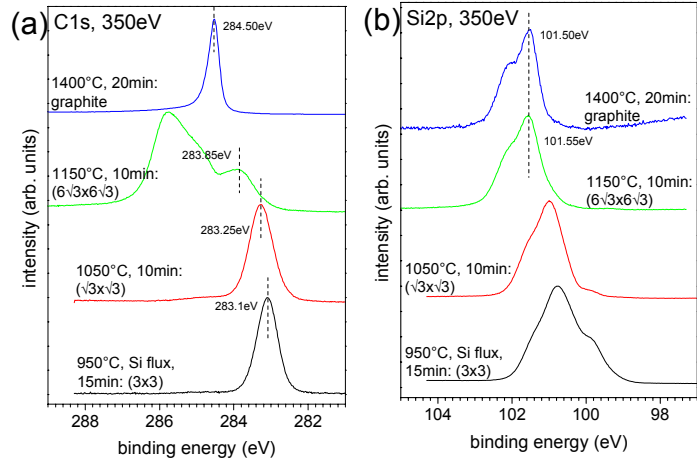 (a)
C1s, 350eV
284.50eV
1400°C, 20min:
graphite
283.85eV
1150°C, 10min:
(6√3x6√3)
283.25eV
1050°C, 10min:
(√3x√3)
283.1eV
950°C, Si flux,
15min: (3x3)
intensity (arb. units)
288 286 284 282
binding energy (eV)
(b)
Si2p, 350eV
101.50eV
1400°C, 20min:
graphite
101.55eV
1150°C, 10min:
(6√3x6√3)
1050°C, 10min:
(√3x√3)
950°C, Si flux,
15min: (3x3)
intensity (arb. units)
104 102 100 98
binding energy (eV)